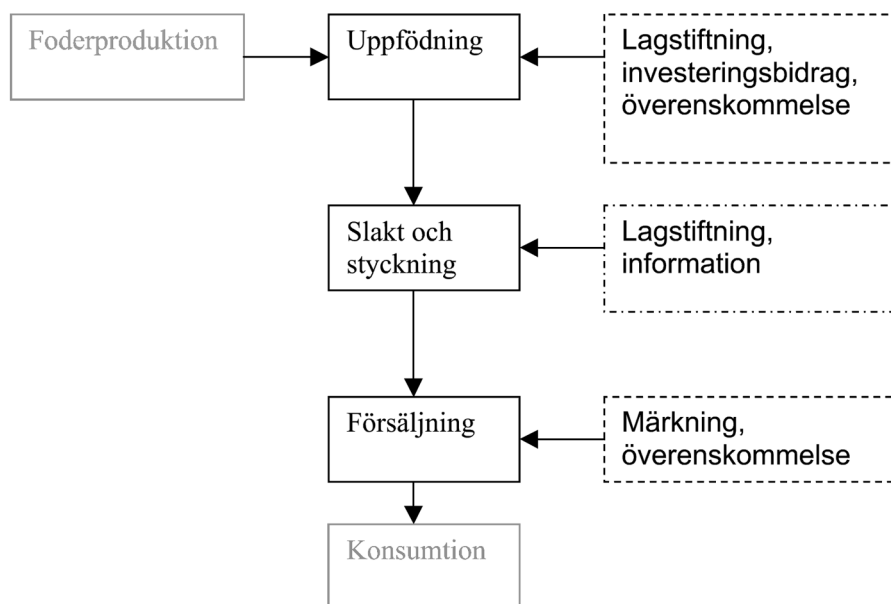 Foderproduktion
Uppfödning
Lagstiftning,
investeringsbidrag,
överenskommelse
Slakt och
styckning
Lagstiftning,
information
Försäljning
Märkning,
överenskommelse
Konsumtion